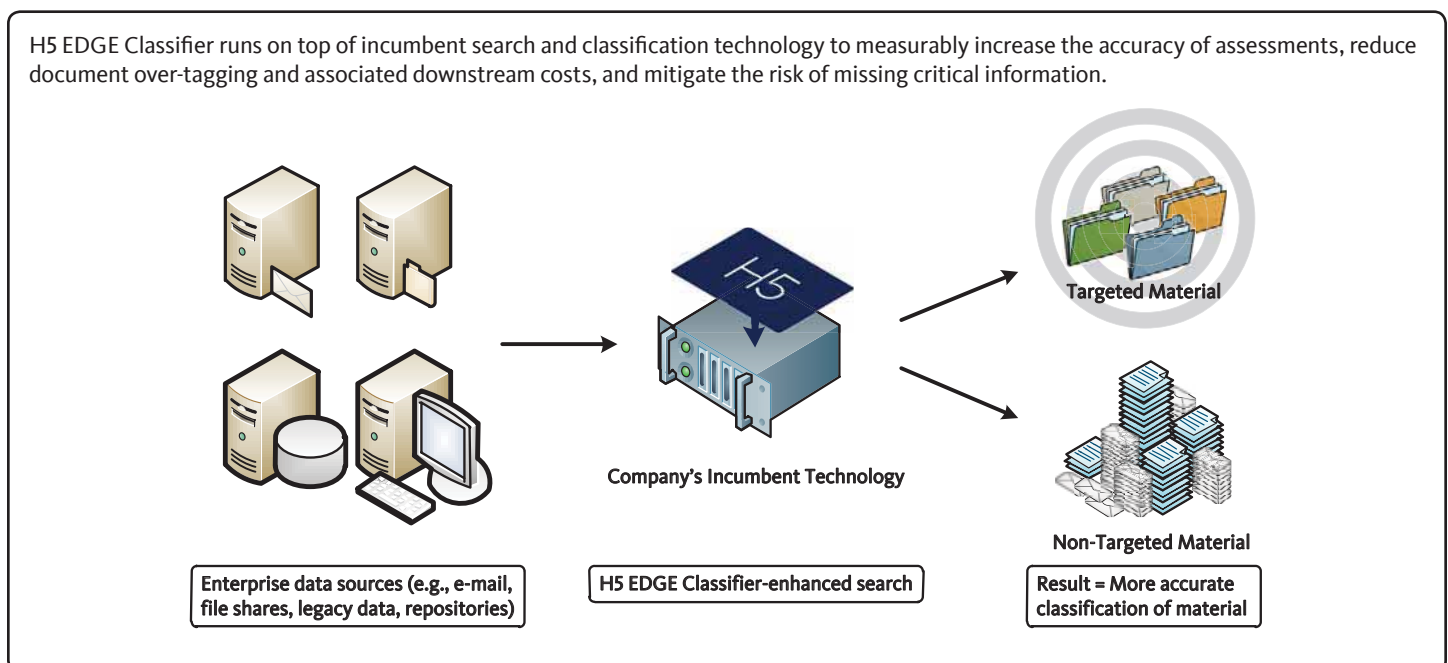 H5 EDGE Classifier runs on top of incumbent search and classification technology to measurably increase the accuracy of assessments, reduce
document over-tagging and associated downstream costs, and mitigate the risk of missing critical information.
H5
Targeted Material
Company’s Incumbent Technology
Non-Targeted Material
Enterprise data sources (e.g., e-mail,
file shares, legacy data, repositories)
H5 EDGE Classifier-enhanced search
Result = More accurate
classification of material